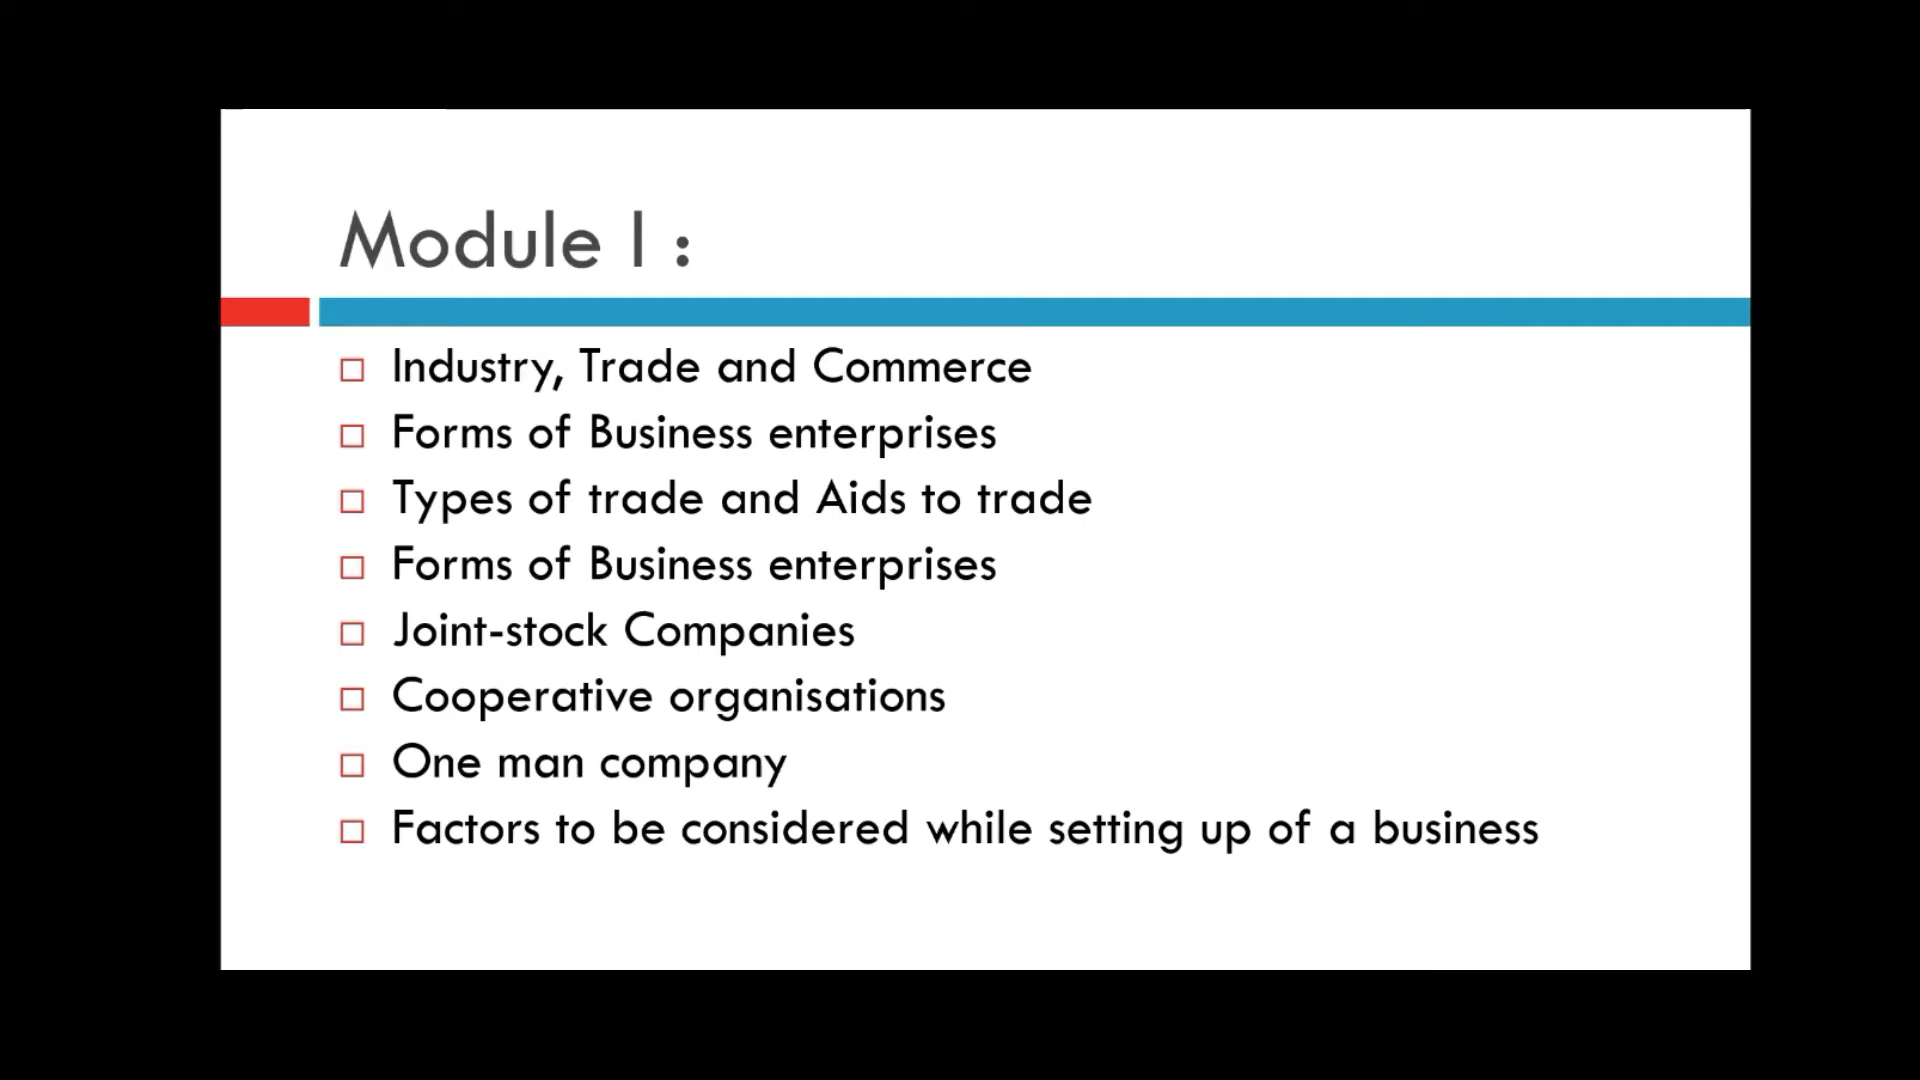 Module I :
Industry, Trade and Commerce
Forms of Business enterprises
Types of trade and Aids to trade
Forms of Business enterprises
Joint-stock Companies
Cooperative organisations
One man company
Factors to be considered while setting up of a business